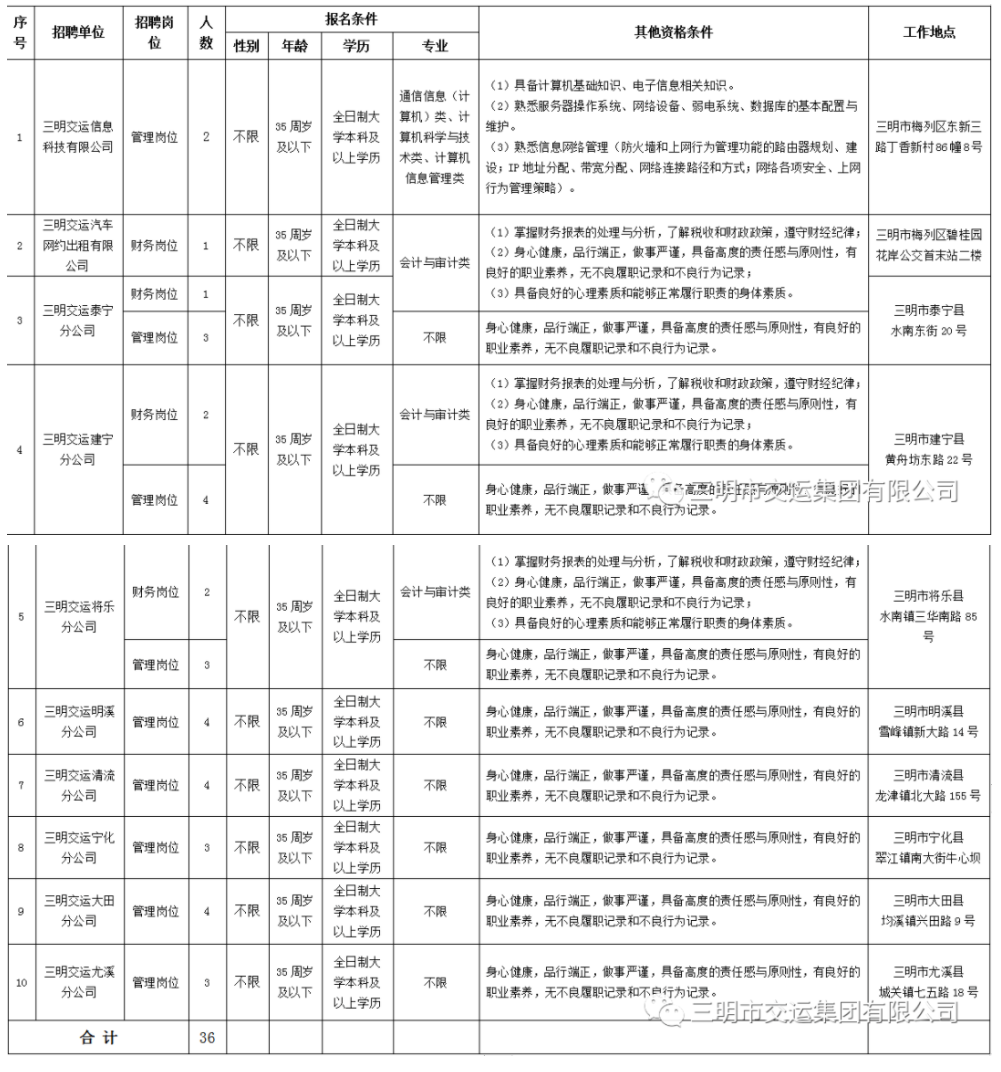 序号
招聘单位
招聘岗位
人数
报名条件
性别
年龄
学历
专业
其他资格条件
工作地点
1
三明交运信息
科技有限公司
管理岗位
2
不限
35 周岁
及以下
全日制大
学本科及
以上学历
通信信息（计
算机）类、计
算机科学与技
术类、计算机
信息管理类
（1）具备计算机基础知识、电子信息相关知识。
（2）熟悉服务器操作系统、网络设备、弱电系统、数据库的基本配置与
维护。
（3）熟悉信息网络管理（防火墙和上网行为管理功能的路由器规划、建
设；IP 地址分配、带宽分配、网络连接路径和方式；网络各项安全、上网
行为管理策略）。
三明市梅列区东新三
路丁香新村86幢8号
2
三明交运汽车
网约出租有限
公司
财务岗位
1
不限
35 周岁
及以下
全日制大
学本科及
以上学历
会计与审计类
（1）掌握财务报表的处理与分析，了解税收和财政政策，遵守财经纪律；
（2）身心健康，品行端正，做事严谨，具备高度的责任感与原则性，有
良好的职业素养，无不良履职记录和不良行为记录；
（3）具备良好的心理素质和能够正常履行职责的身体素质。
三明市梅列区碧桂园
花岸公交首末站二楼
3
三明交运泰宁
分公司
财务岗位
1
不限
35 周岁
及以下
全日制大
学本科及
以上学历
三明市泰宁县
水南东街 20 号
管理岗位
3
不限
身心健康，品行端正，做事严谨，具备高度的责任感与原则性，有良好的
职业素养，无不良履职记录和不良行为记录。
4
三明交运建宁
分公司
财务岗位
2
不限
35 周岁
及以下
全日制大
学本科及
以上学历
会计与审计类
（1）掌握财务报表的处理与分析，了解税收和财政政策，遵守财经纪律；
（2）身心健康，品行端正，做事严谨，具备高度的责任感与原则性，有
良好的职业素养，无不良履职记录和不良行为记录；
（3）具备良好的心理素质和能够正常履行职责的身体素质。
三明市建宁县
黄舟坊东路 22 号
管理岗位
4
不限
身心健康，品行端正，做事严谨，具备高度的责任感与原则性，有良好的
职业素养，无不良履职记录和不良行为记录。
三明市交运集团有限公司
5
三明交运将乐
分公司
财务岗位
2
不限
35 周岁
及以下
全日制大
学本科及
以上学历
会计与审计类
（1）掌握财务报表的处理与分析，了解税收和财政政策，遵守财经纪律；
（2）身心健康，品行端正，做事严谨，具备高度的责任感与原则性，有
良好的职业素养，无不良履职记录和不良行为记录；
（3）具备良好的心理素质和能够正常履行职责的身体素质。
三明市将乐县
水南镇三华南路 85
号
管理岗位
3
不限
身心健康，品行端正，做事严谨，具备高度的责任感与原则性，有良好的
职业素养，无不良履职记录和不良行为记录。
6
三明交运明溪
分公司
管理岗位
4
不限
35 周岁
及以下
全日制大
学本科及
以上学历
不限
身心健康，品行端正，做事严谨，具备高度的责任感与原则性，有良好的
职业素养，无不良履职记录和不良行为记录。
三明市明溪县
雪峰镇新大路 14 号
7
三明交运清流
分公司
管理岗位
4
不限
35 周岁
及以下
全日制大
学本科及
以上学历
不限
身心健康，品行端正，做事严谨，具备高度的责任感与原则性，有良好的
职业素养，无不良履职记录和不良行为记录。
三明市清流县
龙津镇北大路 155 号
8
三明交运宁化
分公司
管理岗位
3
不限
35 周岁
及以下
全日制大
学本科及
以上学历
不限
身心健康，品行端正，做事严谨，具备高度的责任感与原则性，有良好的
职业素养，无不良履职记录和不良行为记录。
三明市宁化县
翠江镇南大街牛心坝
9
三明交运大田
分公司
管理岗位
4
不限
35 周岁
及以下
全日制大
学本科及
以上学历
不限
身心健康，品行端正，做事严谨，具备高度的责任感与原则性，有良好的
职业素养，无不良履职记录和不良行为记录。
三明市大田县
均溪镇兴田路 9 号
10
三明交运尤溪
分公司
管理岗位
3
不限
35 周岁
及以下
全日制大
学本科及
以上学历
不限
身心健康，品行端正，做事严谨，具备高度的责任感与原则性，有良好的
职业素养，无不良履职记录和不良行为记录。
三明市尤溪县
城关镇七五路 18 号
三明市交运集团有限公司
合 计
36